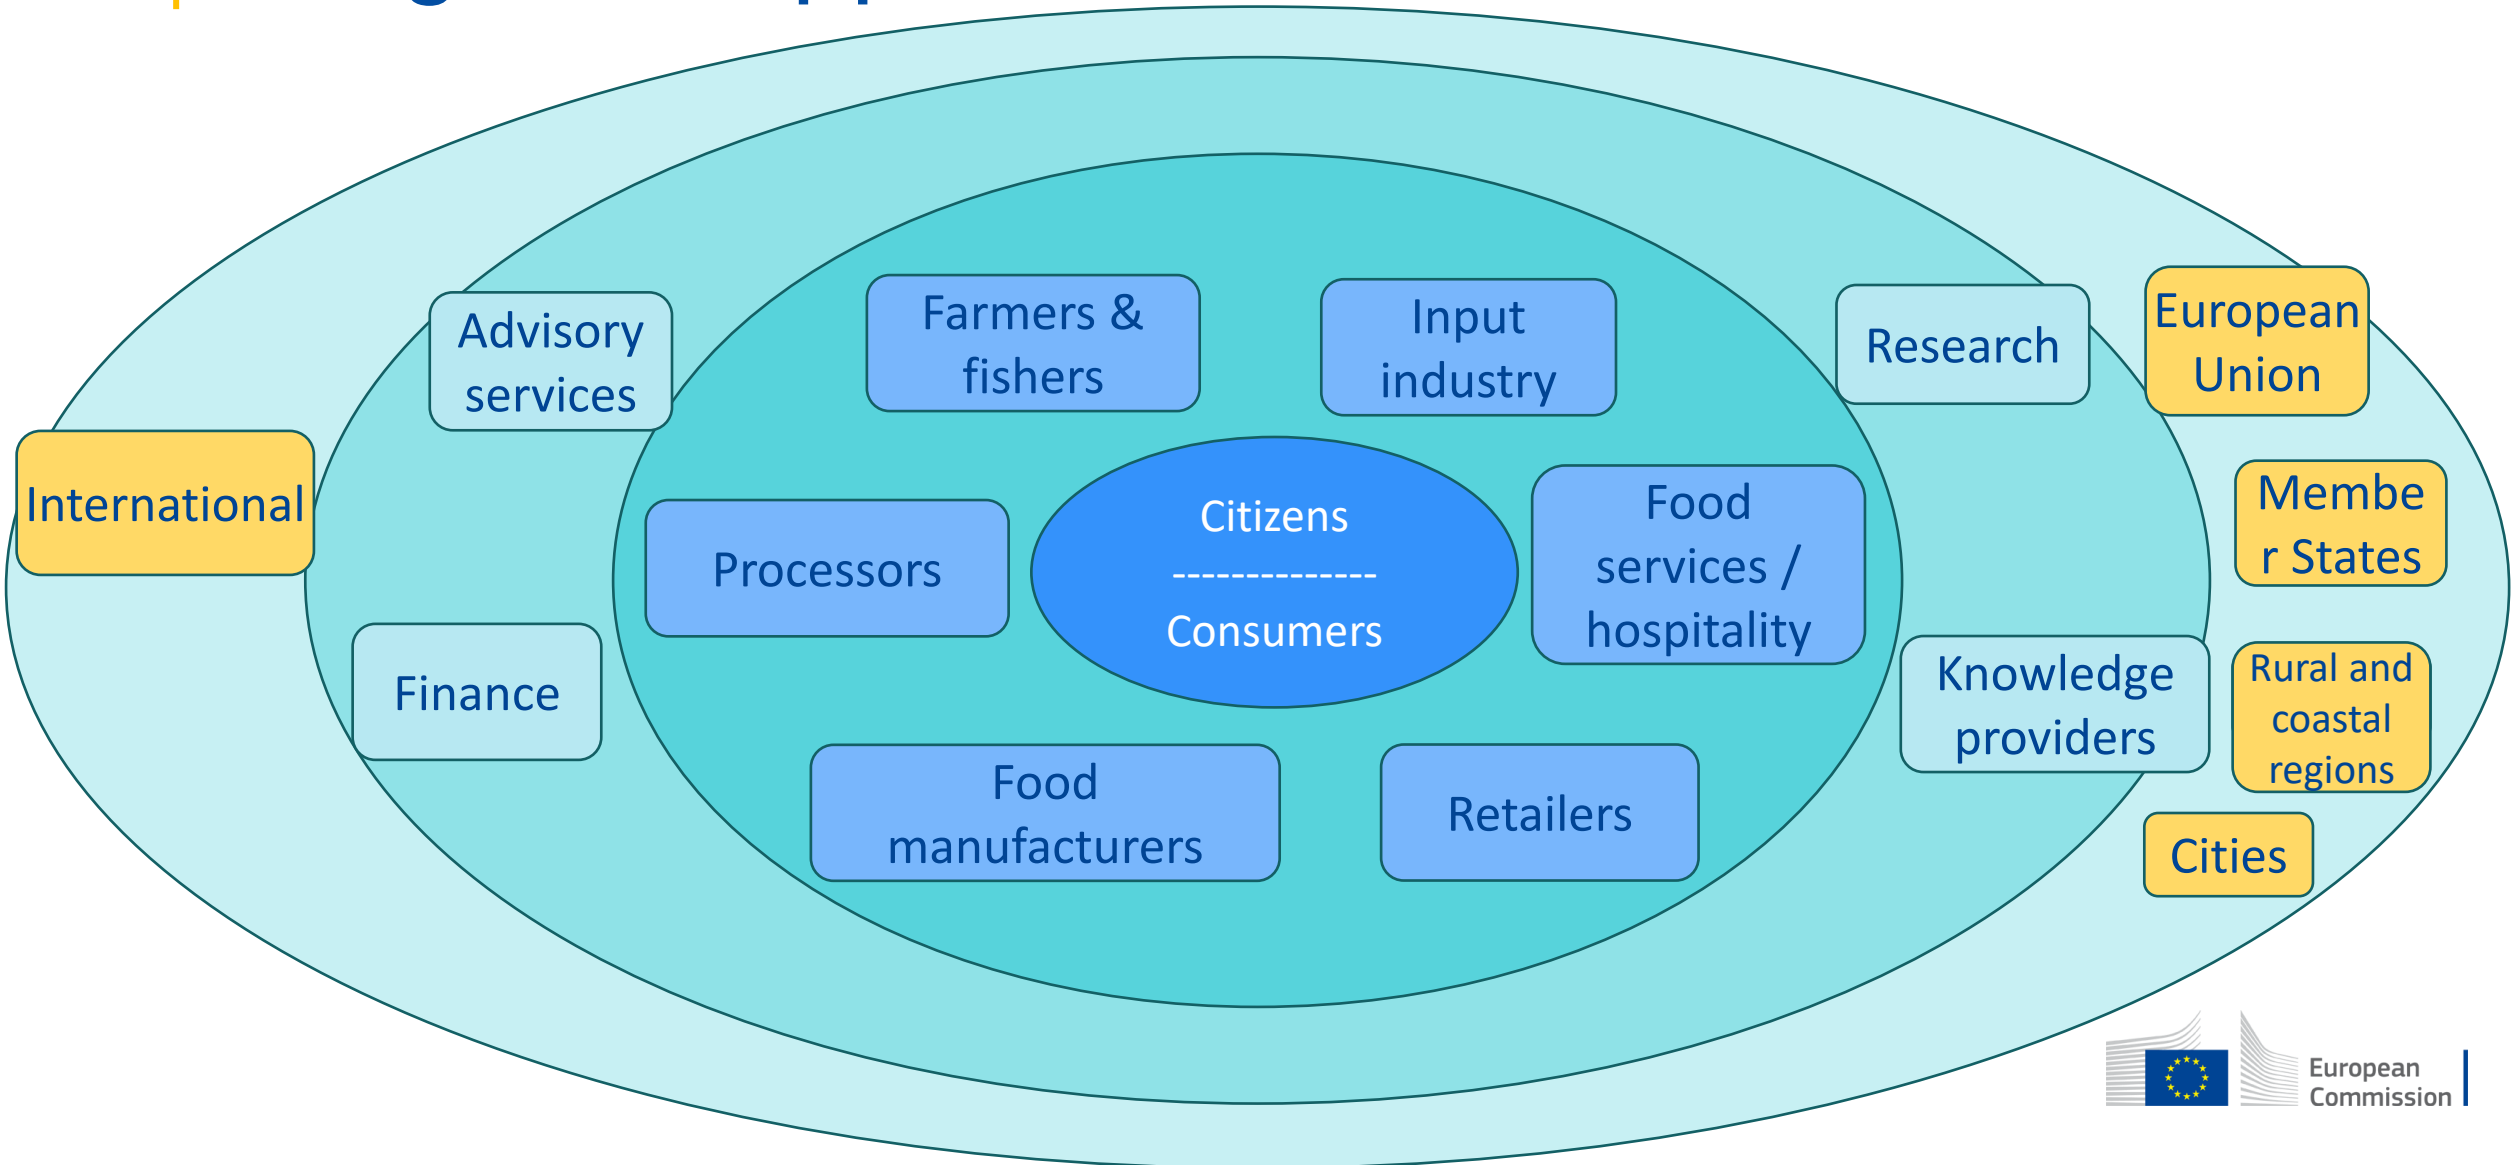 Farmers &
fishers
Input
industry
Advisory
services
Research
European
Union
International
Citizens
--------------
Consumers
Food
services /
hospitality
Membe
r States
Processors
Finance
Knowledge
providers
Rural and
coastal
regions
Food
manufacturers
Retailers
Cities
European
Commission